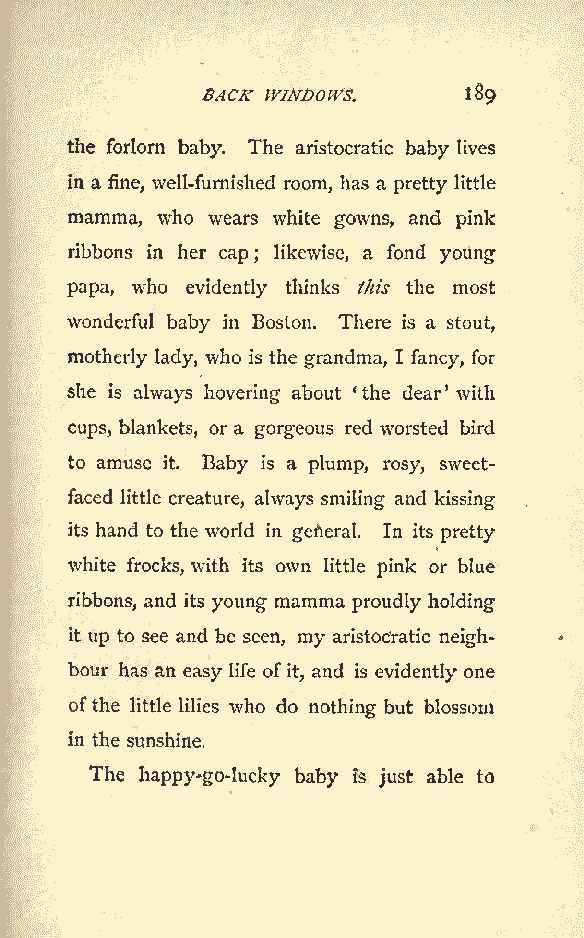 BACK WINDOWS. 189
the forlorn baby. The aristocratic baby lives
in a fine, well-furnished room, has a pretty little
mamma, who wears white gowns, and pink
ribbons in her cap; likewise, a fond young
papa, who evidently thinks this the most
wonderful baby in Boston. There is a stout,
motherly lady, who is the grandma, I fancy, for
she is always hovering about ‘the dear’ with
cups, blankets, or a gorgeous red worsted bird
to amuse it. Baby is a plump, rosy, sweet-
faced little creature, always smiling and kissing
its hand to the world in general. In its pretty
white frocks, with its own little pink or blue
ribbons, and its young mamma proudly holding
it up to see and be seen, my aristocratic neigh-
bour has an easy life of it, and is evidently one
of the little lilies who do nothing but blossom
in the sunshine.
The happy-go-lucky baby is just able to